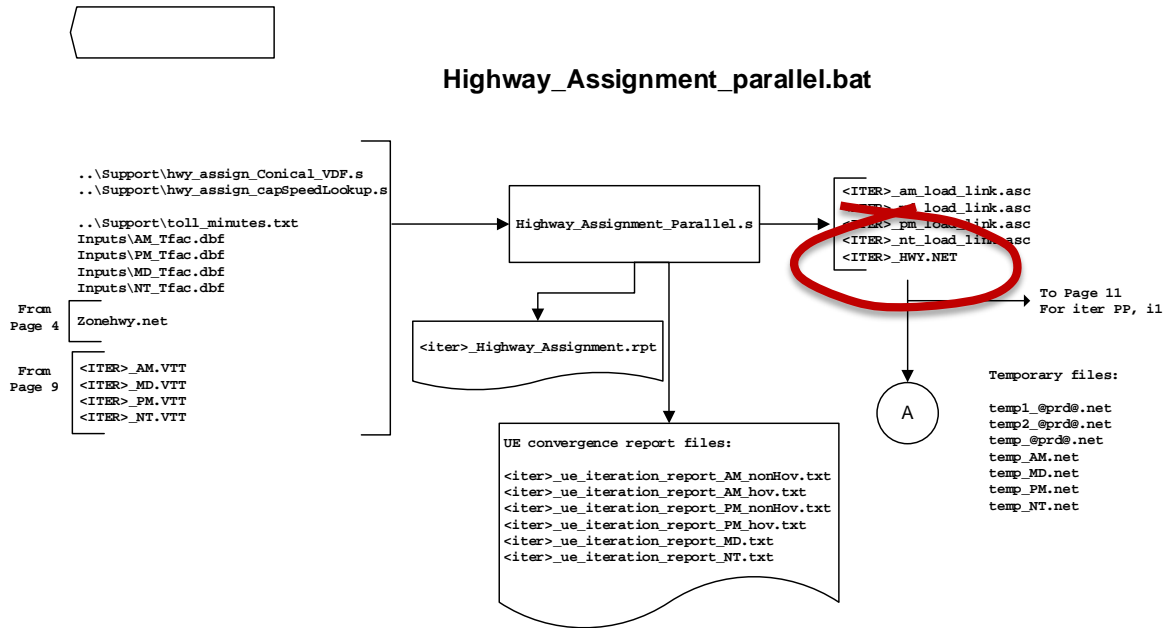 Highway_Assignment_parallel.bat
..\Support\hwy_assign_Conical_VDF.s
..\Support\hwy_assign_capSpeedLookup.s
..\Support\toll_minutes.txt
Inputs\AM_Tfac.dbf
Inputs\PM_Tfac.dbf
Inputs\MD_Tfac.dbf
Inputs\NT_Tfac.dbf
From
Page 4
Zonehwy.net
From
Page 9
<ITER>_AM.VTT
<ITER>_MD.VTT
<ITER>_PM.VTT
<ITER>_NT.VTT
Highway_Assignment_Parallel.s
<iter>_Highway_Assignment.rpt
UE convergence report files:
<iter>_ue_iteration_report_AM_nonHov.txt
<iter>_ue_iteration_report_AM_hov.txt
<iter>_ue_iteration_report_PM_nonHov.txt
<iter>_ue_iteration_report_PM_hov.txt
<iter>_ue_iteration_report_MD.txt
<iter>_ue_iteration_report_NT.txt
<ITER>_am_load_link.asc
<ITER>
<ITER>_pm_load_link.asc
<ITER>_nt_load_link.asc
<ITER>_HWY.NET
To Page 11
For iter PP, i1
A
Temporary files:
temp1_@prd@.net
temp2_@prd@.net
temp_@prd@.net
temp_AM.net
temp_MD.net
temp_PM.net
temp_NT.net